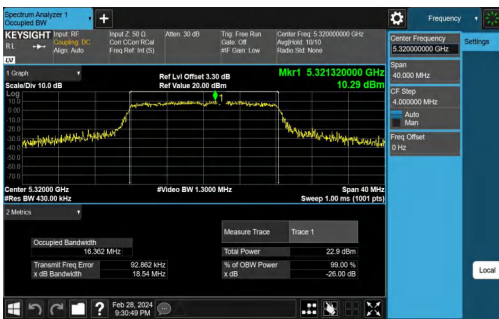 Spectrum Analyzer 1
Occupied BW
+
Frequency
KEYSIGHT Input: RF Input Z: 50 Ω Atten: 30 dB Trig: Free Run Center Freq: 5.320000000 GHz
RL Coupling: DC Corr CCorr RCal Gate: Off Avg|Hold: 10/10
Align: Auto Freq Ref: Int (S) #IF Gain: Low Radio Std: None
LW
Center Frequency
5.320000000 GHz
Settings
Span
40.000 MHz
CF Step
4.000000 MHz
Auto
Man
Freq Offset
0 Hz
Local
1 Graph
Scale/Div 10.0 dB
Ref Lvl Offset 3.30 dB
Ref Value 20.00 dBm
Mkr1 5.321320000 GHz
10.29 dBm
Log
10.0
0.00
-10.0
-20.0
-30.0
-40.0
-50.0
-60.0
-70.0
1
Center 5.32000 GHz #Video BW 1.3000 MHz Span 40 MHz
#Res BW 430.00 kHz Sweep 1.00 ms (1001 pts)
2 Metrics
Measure Trace Trace 1
Occupied Bandwidth
16.362 MHz Total Power 22.9 dBm
Transmit Freq Error 92.862 kHz % of OBW Power 99.00 %
x dB Bandwidth 18.54 MHz x dB -26.00 dB
? Feb 28, 2024
9:30:49 PM